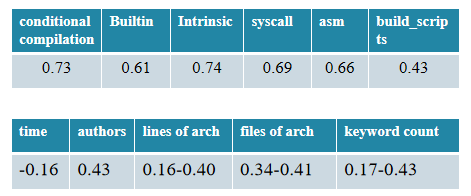 conditional compilation Builtin Intrinsic syscall asm build_scrip ts
0.73 0.61 0.74 0.69 0.66 0.43
time authors lines of arch files of arch keyword count
-0.16 0.43 0.16-0.40 0.34-0.41 0.17-0.43